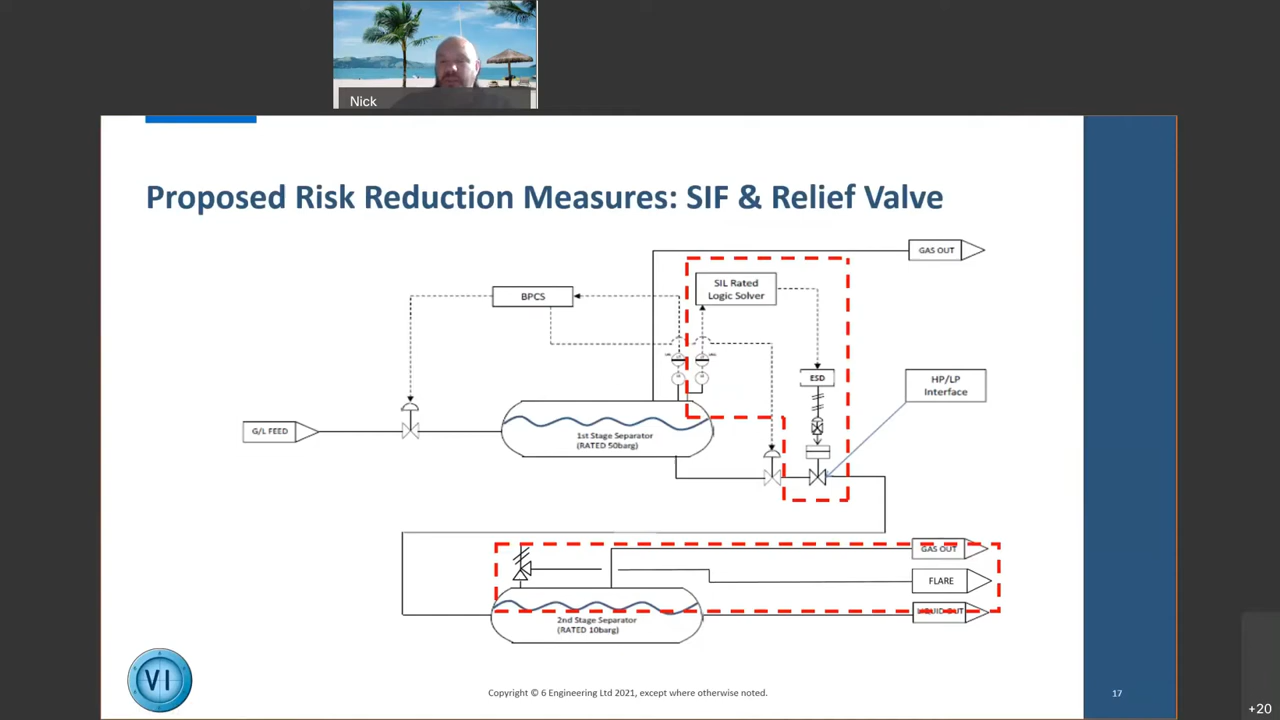 Nick
Proposed Risk Reduction Measures: SIF & Relief Valve
GAS OUT
SIL Rated
Logic Solver
BPCS
ESD
HP/LP
Interface
G/L FEED
1st Stage Separator
(RATED 50barg)
GAS OUT
FLARE
LIQUID OUT
2nd Stage Separator
(RATED 10barg)
VI
Copyright © 6 Engineering Ltd 2021, except where otherwise noted.
17
+20